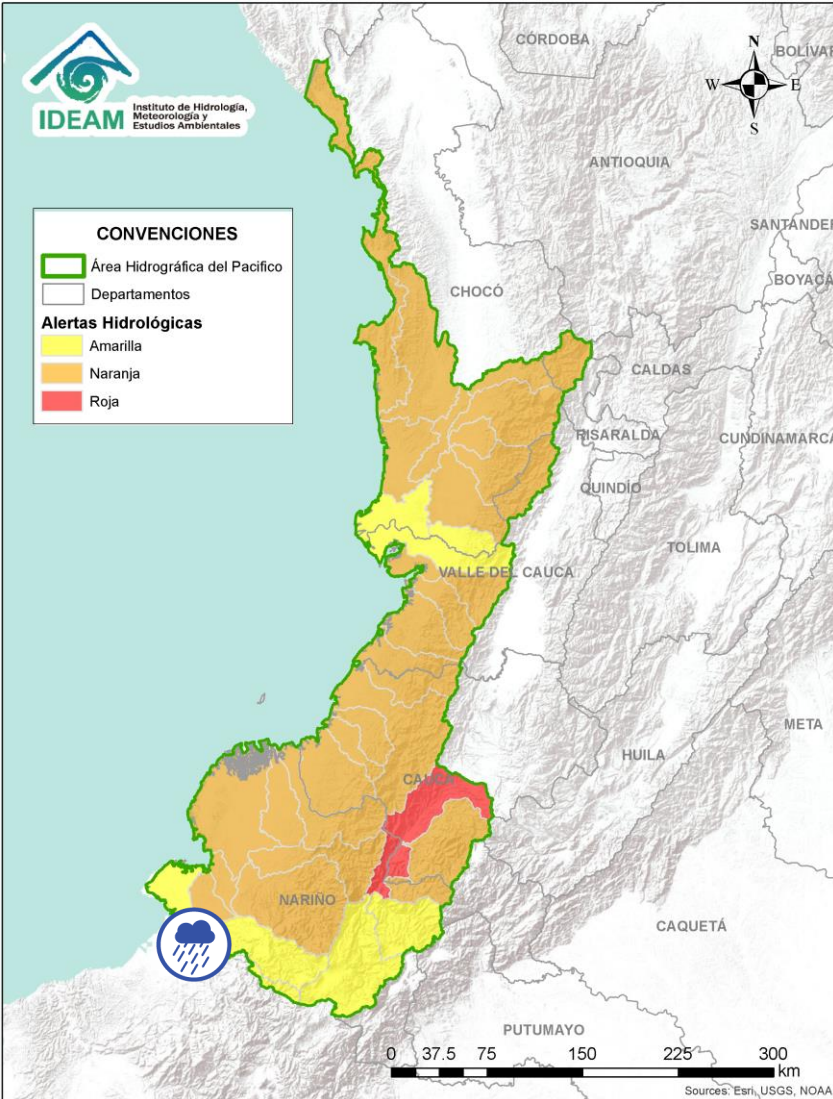 IDEAM
Instituto de Hidrología,
Meteorología y
Estudios Ambientales
N
W
E
S
CÓRDOBA
BOLÍVAR
ANTIOQUIA
SANTANDER
BOYACÁ
CHOCÓ
CONVENCIONES
Área Hidrográfica del Pacifico
Departamentos
Alertas Hidrológicas
Amarilla
Naranja
Roja
CALDAS
RISARALDA
CUNDINAMARCA
QUINDÍO
TOLIMA
VALLE DEL CAUCA
META
HUILA
CAUCA
NARIÑO
CAQUETÁ
PUTUMAYO
0 37.5 75 150 225 300
km
Sources: Esri, USGS, NOAA